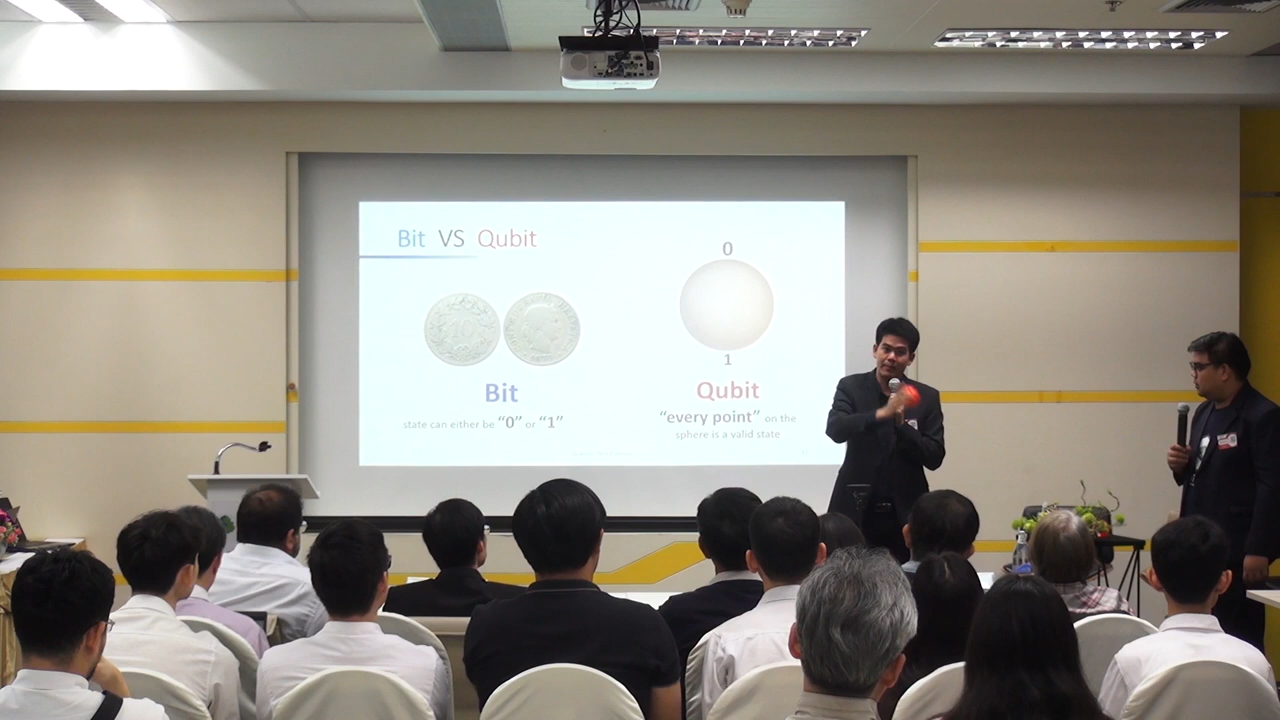 Bit VS Qubit
0
1
Bit
Qubit
state can either be “0” or “1”
“every point” on the
sphere is a valid state